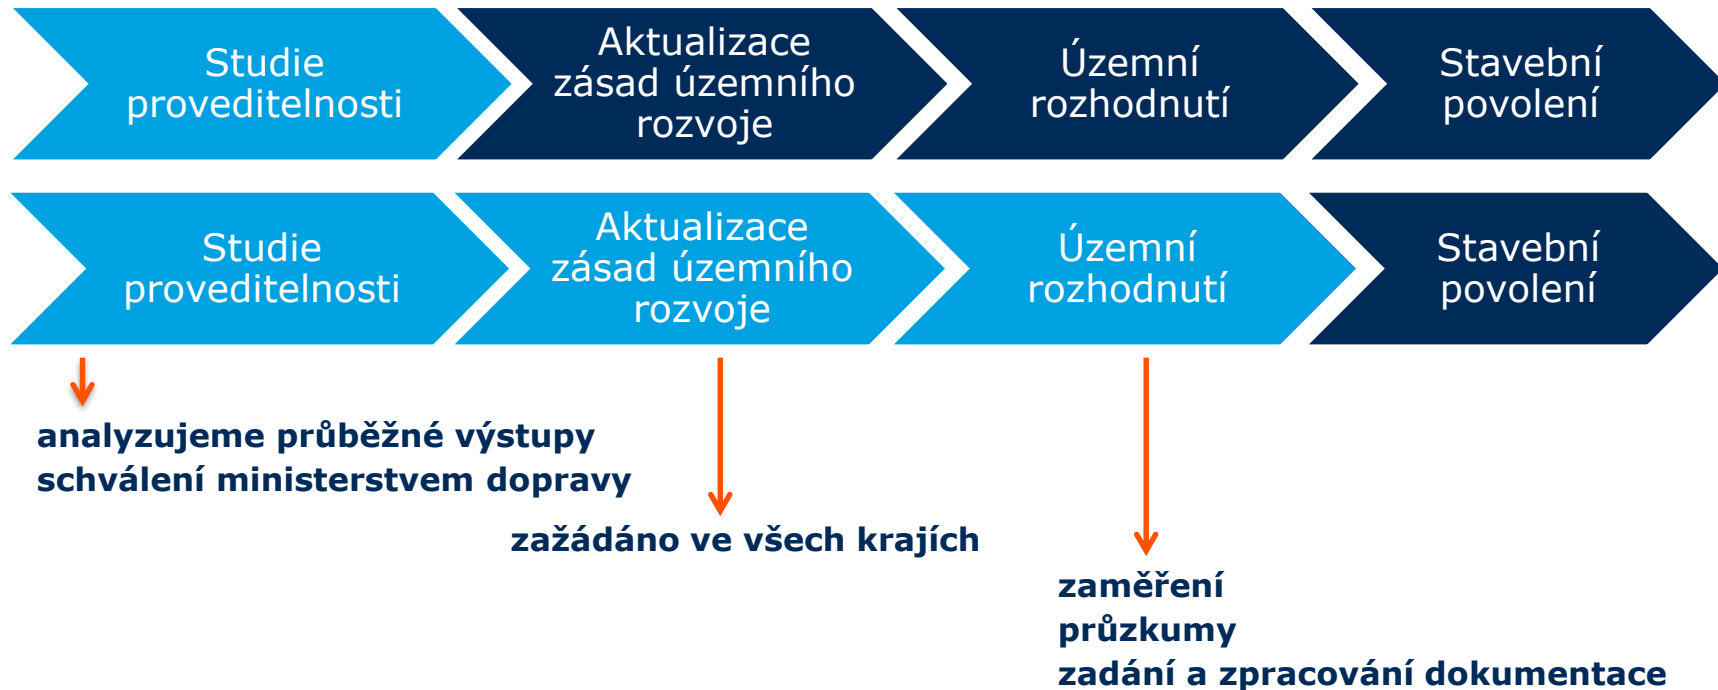 Studie
proveditelnosti
Aktualizace
zásad územního
rozvoje
Územní
rozhodnutí
Stavební
povolení
Studie
proveditelnosti
Aktualizace
zásad územního
rozvoje
Územní
rozhodnutí
Stavební
povolení
analyzujeme průběžné výstupy
schválení ministerstvem dopravy
zažádáno ve všech krajích
zaměření
průzkumy
zadání a zpracování dokumentace